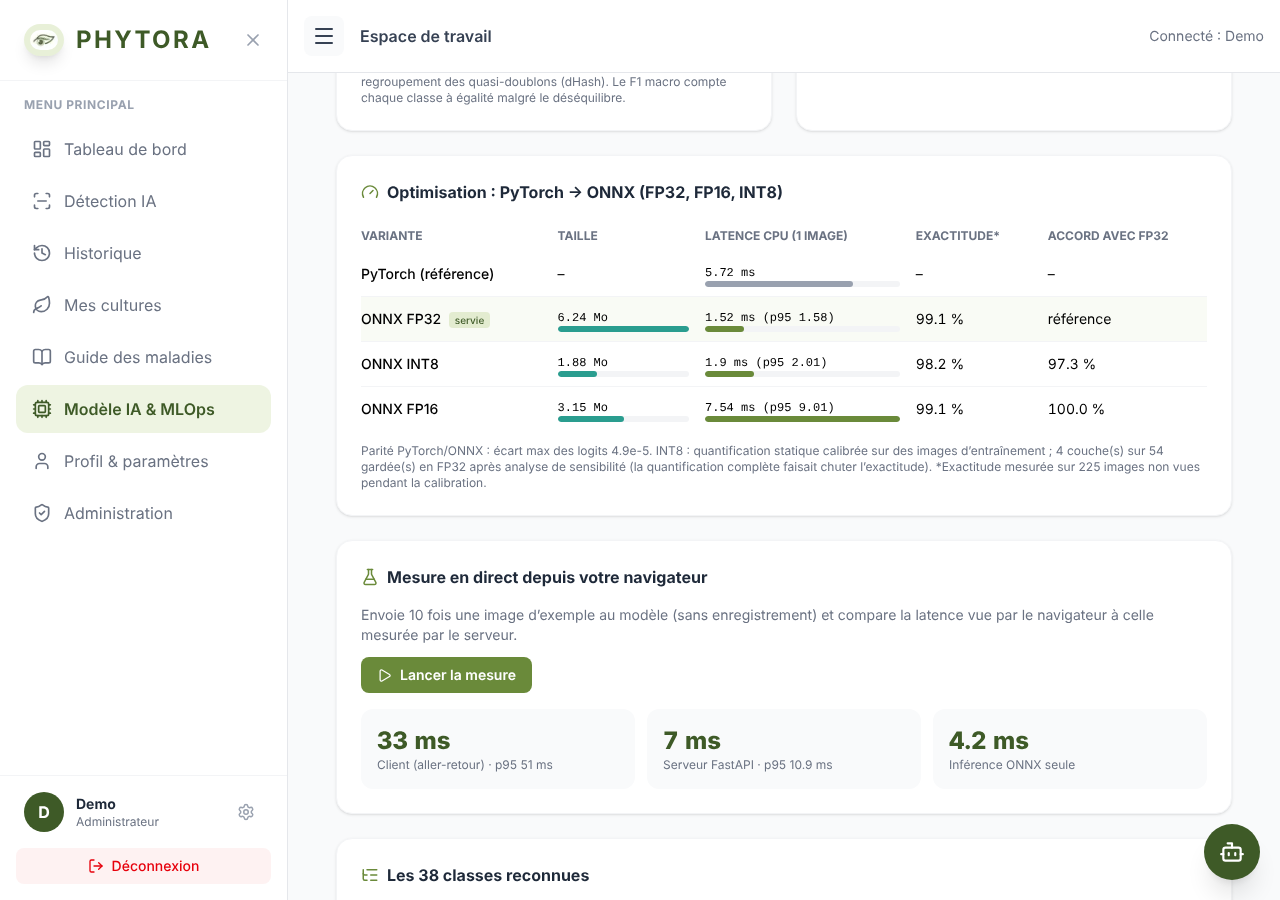 PHYTORA
MENU PRINCIPAL
Tableau de bord
Détection IA
Historique
Mes cultures
Guide des maladies
Modèle IA & MLOps
Profil & paramètres
Administration
D
Demo
Administrateur
Déconnexion
Espace de travail
Connecté : Demo
regroupement des quasi-doublons (dHash). Le F1 macro compte
chaque classe à égalité malgré le déséquilibre.
Optimisation : PyTorch → ONNX (FP32, FP16, INT8)
VARIANTE TAILLE LATENCE CPU (1 IMAGE) EXACTITUDE* ACCORD AVEC FP32
PyTorch (référence) – 5.72 ms – –
ONNX FP32 servie 6.24 Mo 1.52 ms (p95 1.58) 99.1 % référence
ONNX INT8 1.88 Mo 1.9 ms (p95 2.01) 98.2 % 97.3 %
ONNX FP16 3.15 Mo 7.54 ms (p95 9.01) 99.1 % 100.0 %
Parité PyTorch/ONNX : écart max des logits 4.9e-5. INT8 : quantification statique calibrée sur des images d’entraînement ; 4 couche(s) sur 54
gardée(s) en FP32 après analyse de sensibilité (la quantification complète faisait chuter l’exactitude). *Exactitude mesurée sur 225 images non vues
pendant la calibration.
Mesure en direct depuis votre navigateur
Envoie 10 fois une image d’exemple au modèle (sans enregistrement) et compare la latence vue par le navigateur à celle
mesurée par le serveur.
Lancer la mesure
33 ms
Client (aller-retour) · p95 51 ms
7 ms
Serveur FastAPI · p95 10.9 ms
4.2 ms
Inférence ONNX seule
Les 38 classes reconnues